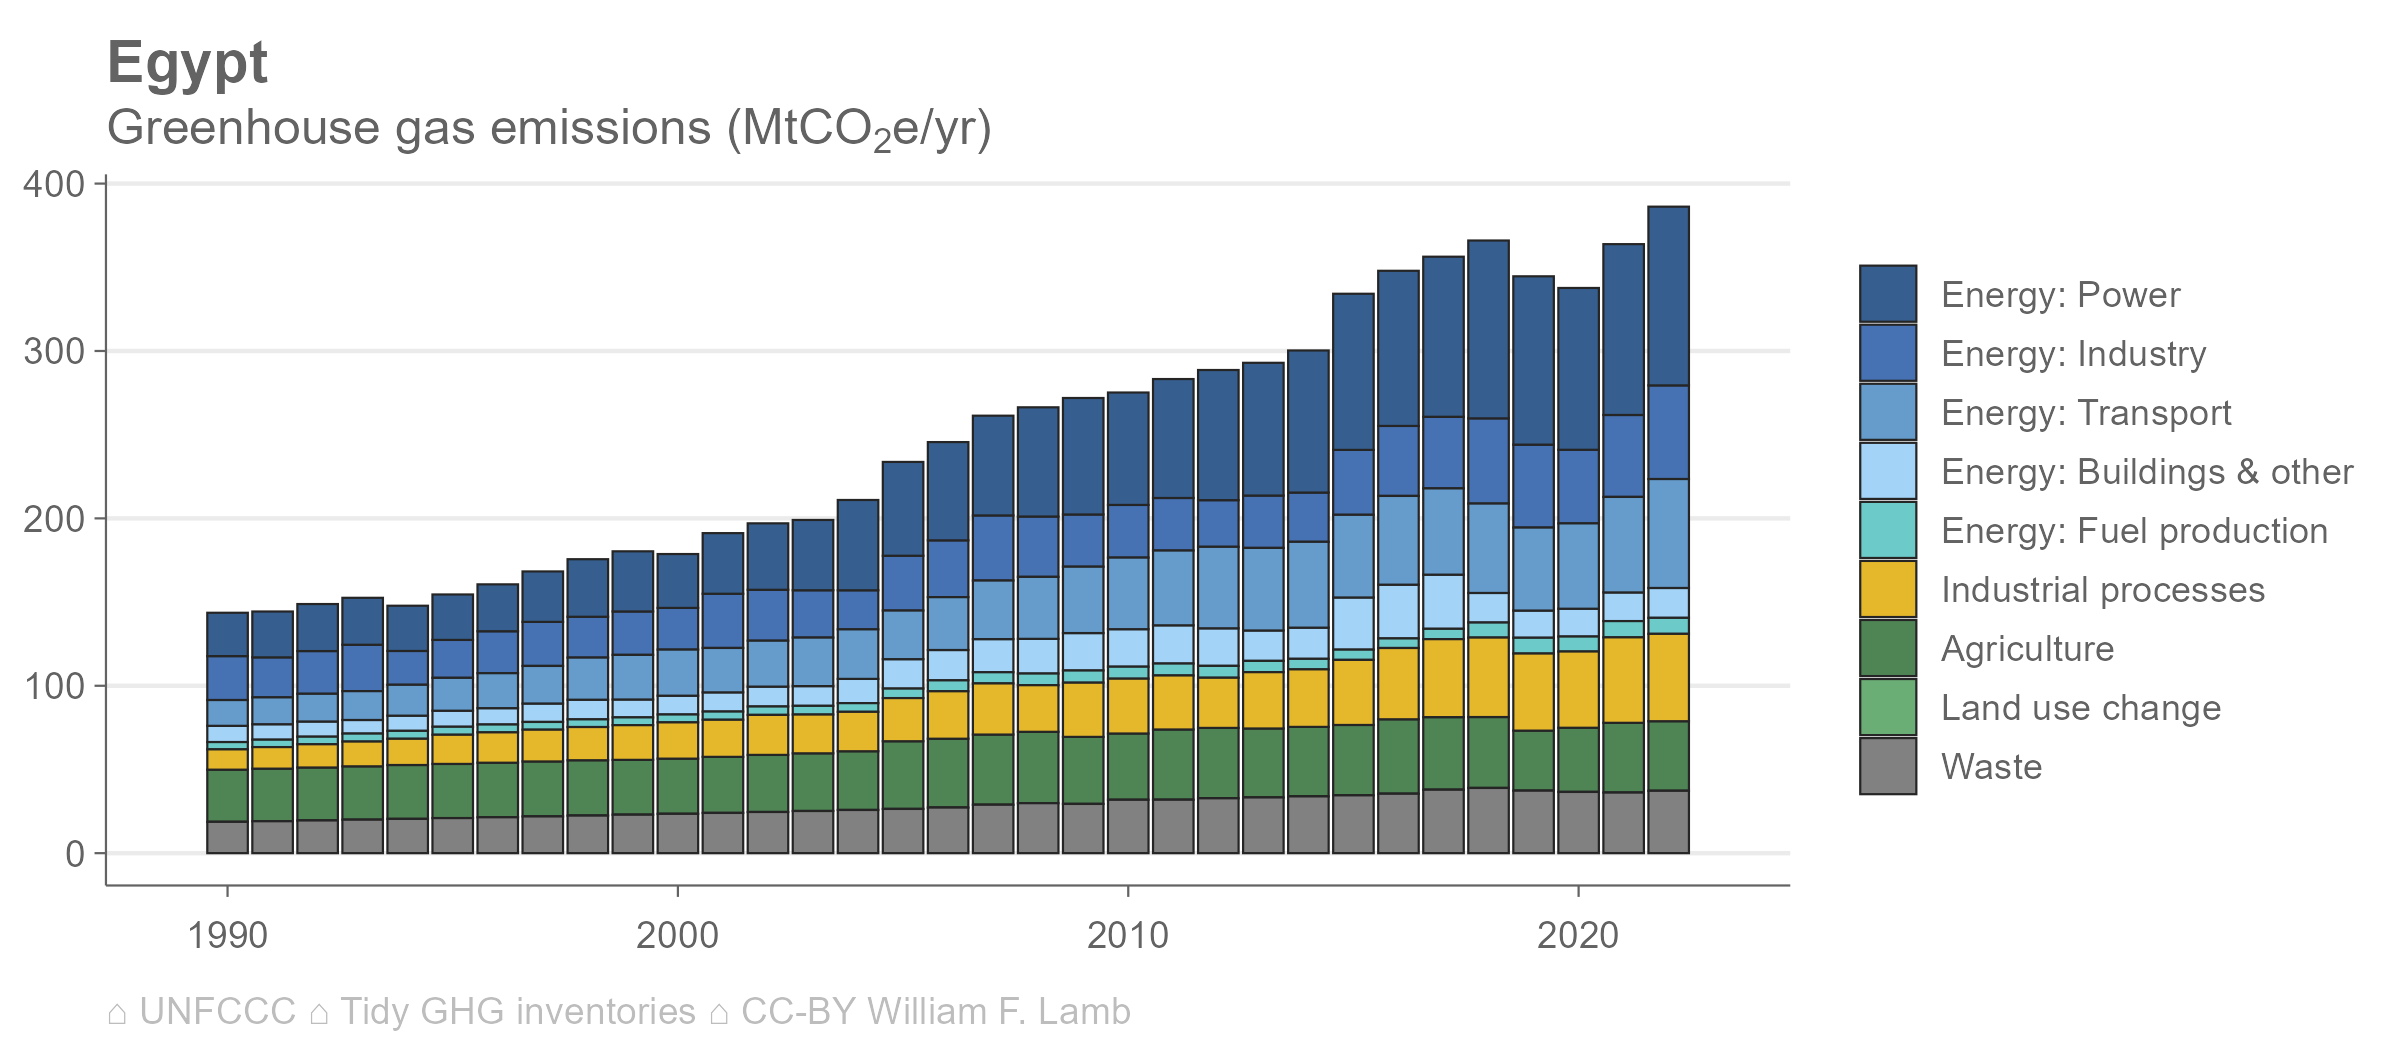 Egypt
Greenhouse gas emissions (MtCO₂e/yr)
400
300
200
100
0
1990 2000 2010 2020
Energy: Power
Energy: Industry
Energy: Transport
Energy: Buildings & other
Energy: Fuel production
Industrial processes
Agriculture
Land use change
Waste
⌂ UNFCCC ⌂ Tidy GHG inventories ⌂ CC-BY William F. Lamb